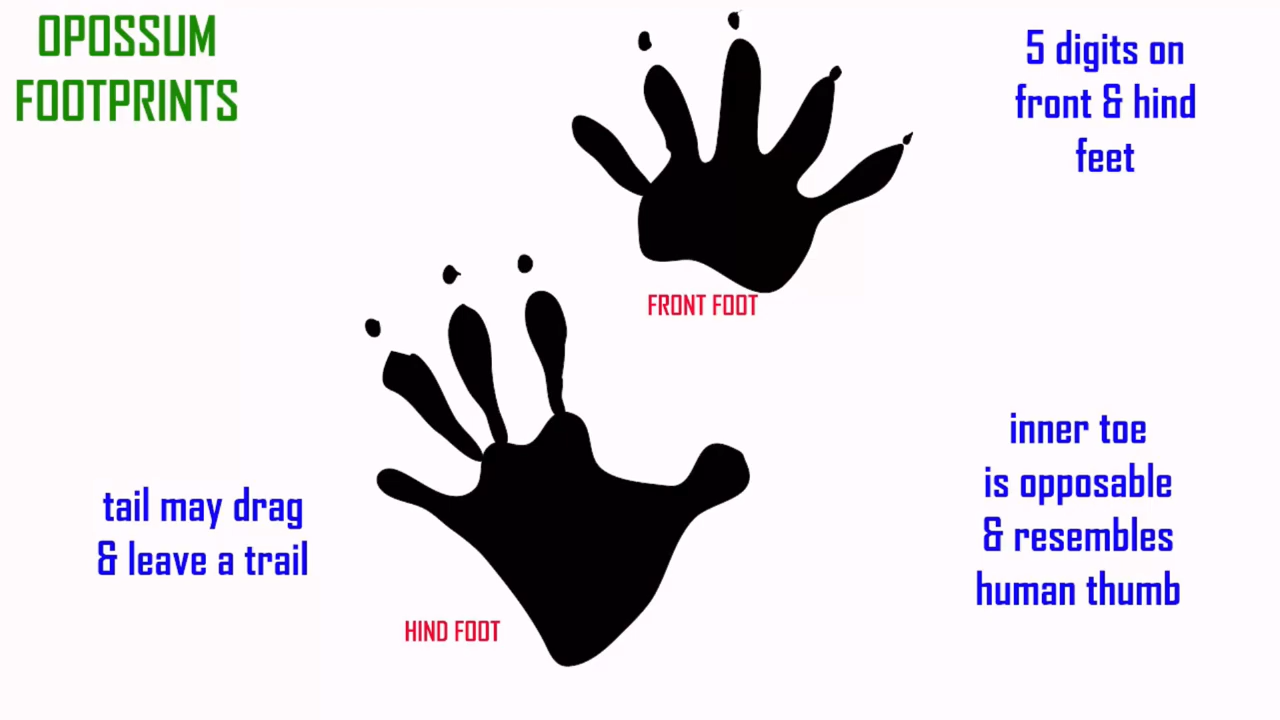 OPOSSUM
FOOTPRINTS
5 digits on
front & hind
feet
FRONT FOOT
inner toe
is opposable
& resembles
human thumb
tail may drag
& leave a trail
HIND FOOT